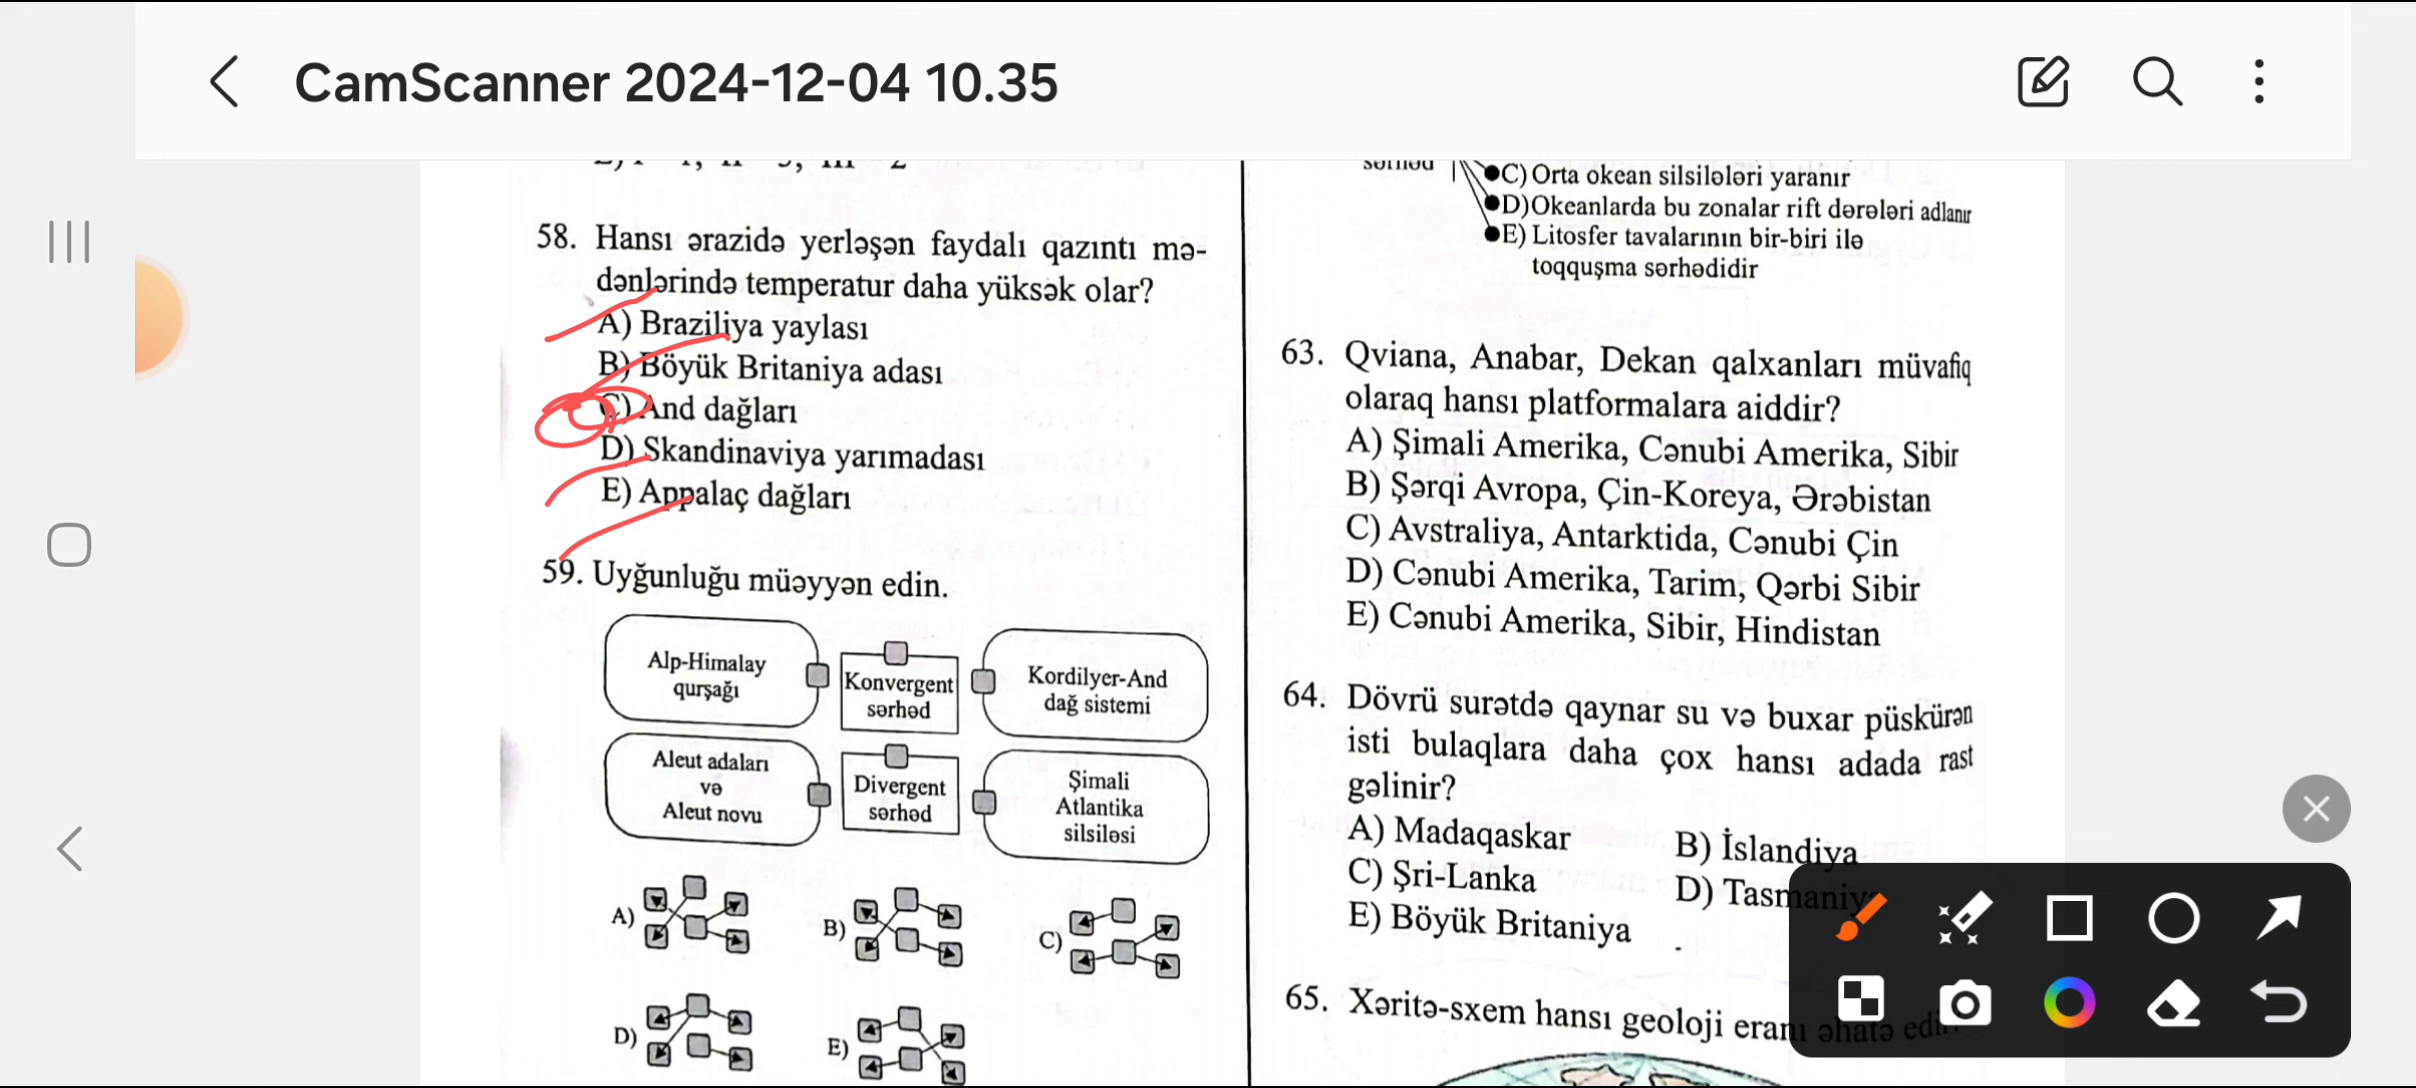 CamScanner 2024-12-04 10.35
58. Hansı ərazidə yerləşən faydalı qazıntı mə-
dənlərində temperatur daha yüksək olar?
A) Braziliya yaylası
B) Böyük Britaniya adası
C) And dağları
D) Skandinaviya yarımadası
E) Appalaç dağları
59. Uyğunluğu müəyyən edin.
Alp-Himalay
qurşağı
Konvergent
sərhəd
Kordilyer-And
dağ sistemi
Aleut adaları
və
Aleut novu
Divergent
sərhəd
Şimali
Atlantika
silsiləsi
A)
B)
C)
D)
E)
sərhəd
C) Orta okean silsilələri yaranır
D) Okeanlarda bu zonalar rift dərələri adlanır
E) Litosfer tavalarının bir-biri ilə
toqquşma sərhədidir
63. Qviana, Anabar, Dekan qalxanları müvafiq
olaraq hansı platformalara aiddir?
A) Şimali Amerika, Cənubi Amerika, Sibir
B) Şərqi Avropa, Çin-Koreya, Ərəbistan
C) Avstraliya, Antarktida, Cənubi Çin
D) Cənubi Amerika, Tarim, Qərbi Sibir
E) Cənubi Amerika, Sibir, Hindistan
64. Dövrü surətdə qaynar su və buxar püskürən
isti bulaqlara daha çox hansı adada rast
gəlinir?
A) Madaqaskar B) İslandiya
C) Şri-Lanka D) Tasmaniya
E) Böyük Britaniya
65. Xəritə-sxem hansı geoloji eranı əhatə edir